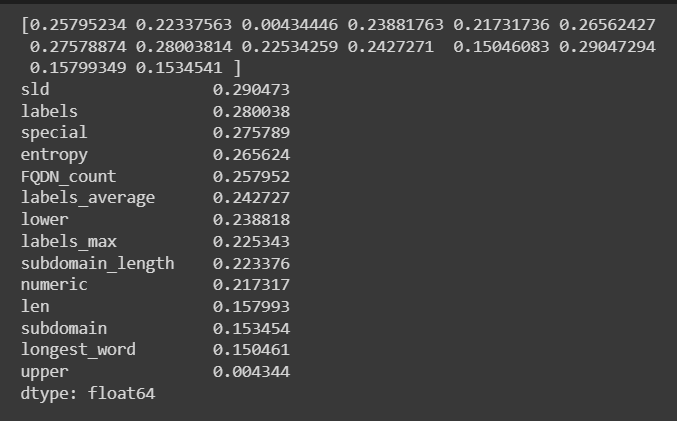 [0.25795234 0.22337563 0.00434446 0.23881763 0.21731736 0.26562427
 0.27578874 0.28003814 0.22534259 0.2427271  0.15046083 0.29047294
 0.15799349 0.1534541 ]
sld                 0.290473
labels              0.280038
special             0.275789
entropy             0.265624
FQDN_count          0.257952
labels_average      0.242727
lower               0.238818
labels_max          0.225343
subdomain_length    0.223376
numeric             0.217317
len                 0.157993
subdomain           0.153454
longest_word        0.150461
upper               0.004344
dtype: float64